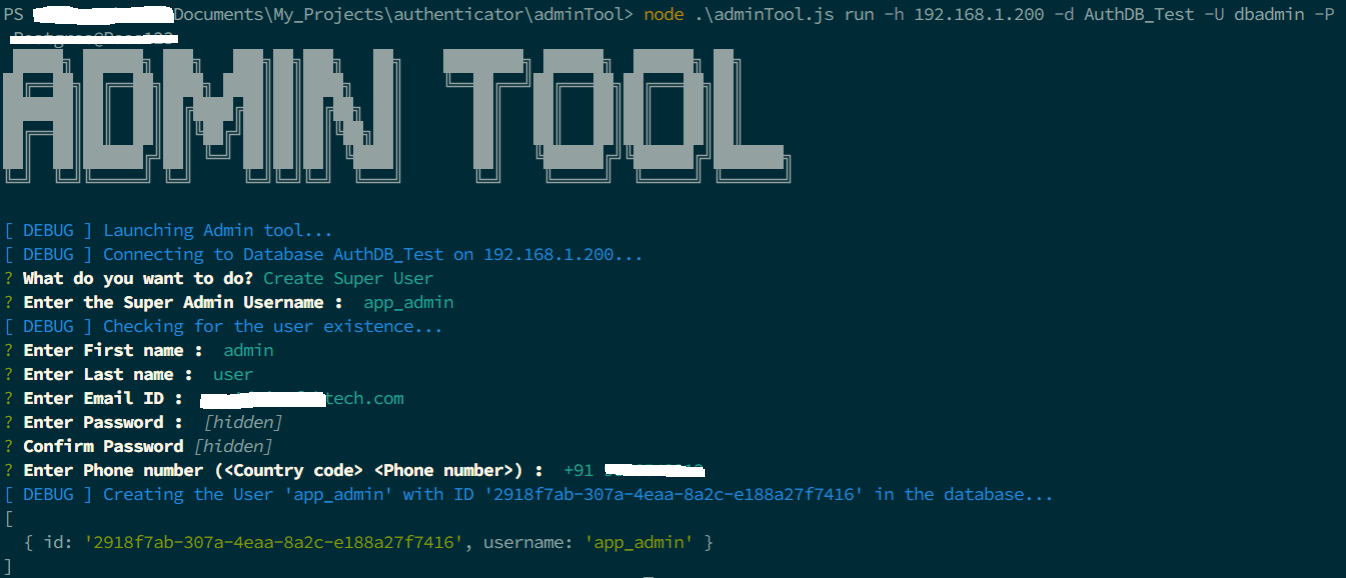 PS Documents\My_Projects\authenticator\adminTool> node .\adminTool.js run -h 192.168.1.200 -d AuthDB_Test -U dbadmin -P
ADMIN TOOL
[ DEBUG ] Launching Admin tool...
[ DEBUG ] Connecting to Database AuthDB_Test on 192.168.1.200...
? What do you want to do? Create Super User
? Enter the Super Admin Username : app_admin
[ DEBUG ] Checking for the user existence...
? Enter First name : admin
? Enter Last name : user
? Enter Email ID : tech.com
? Enter Password : [hidden]
? Confirm Password [hidden]
? Enter Phone number (<Country code> <Phone number>) : +91
[ DEBUG ] Creating the User 'app_admin' with ID '2918f7ab-307a-4eaa-8a2c-e188a27f7416' in the database...
[
{ id: '2918f7ab-307a-4eaa-8a2c-e188a27f7416', username: 'app_admin' }
]